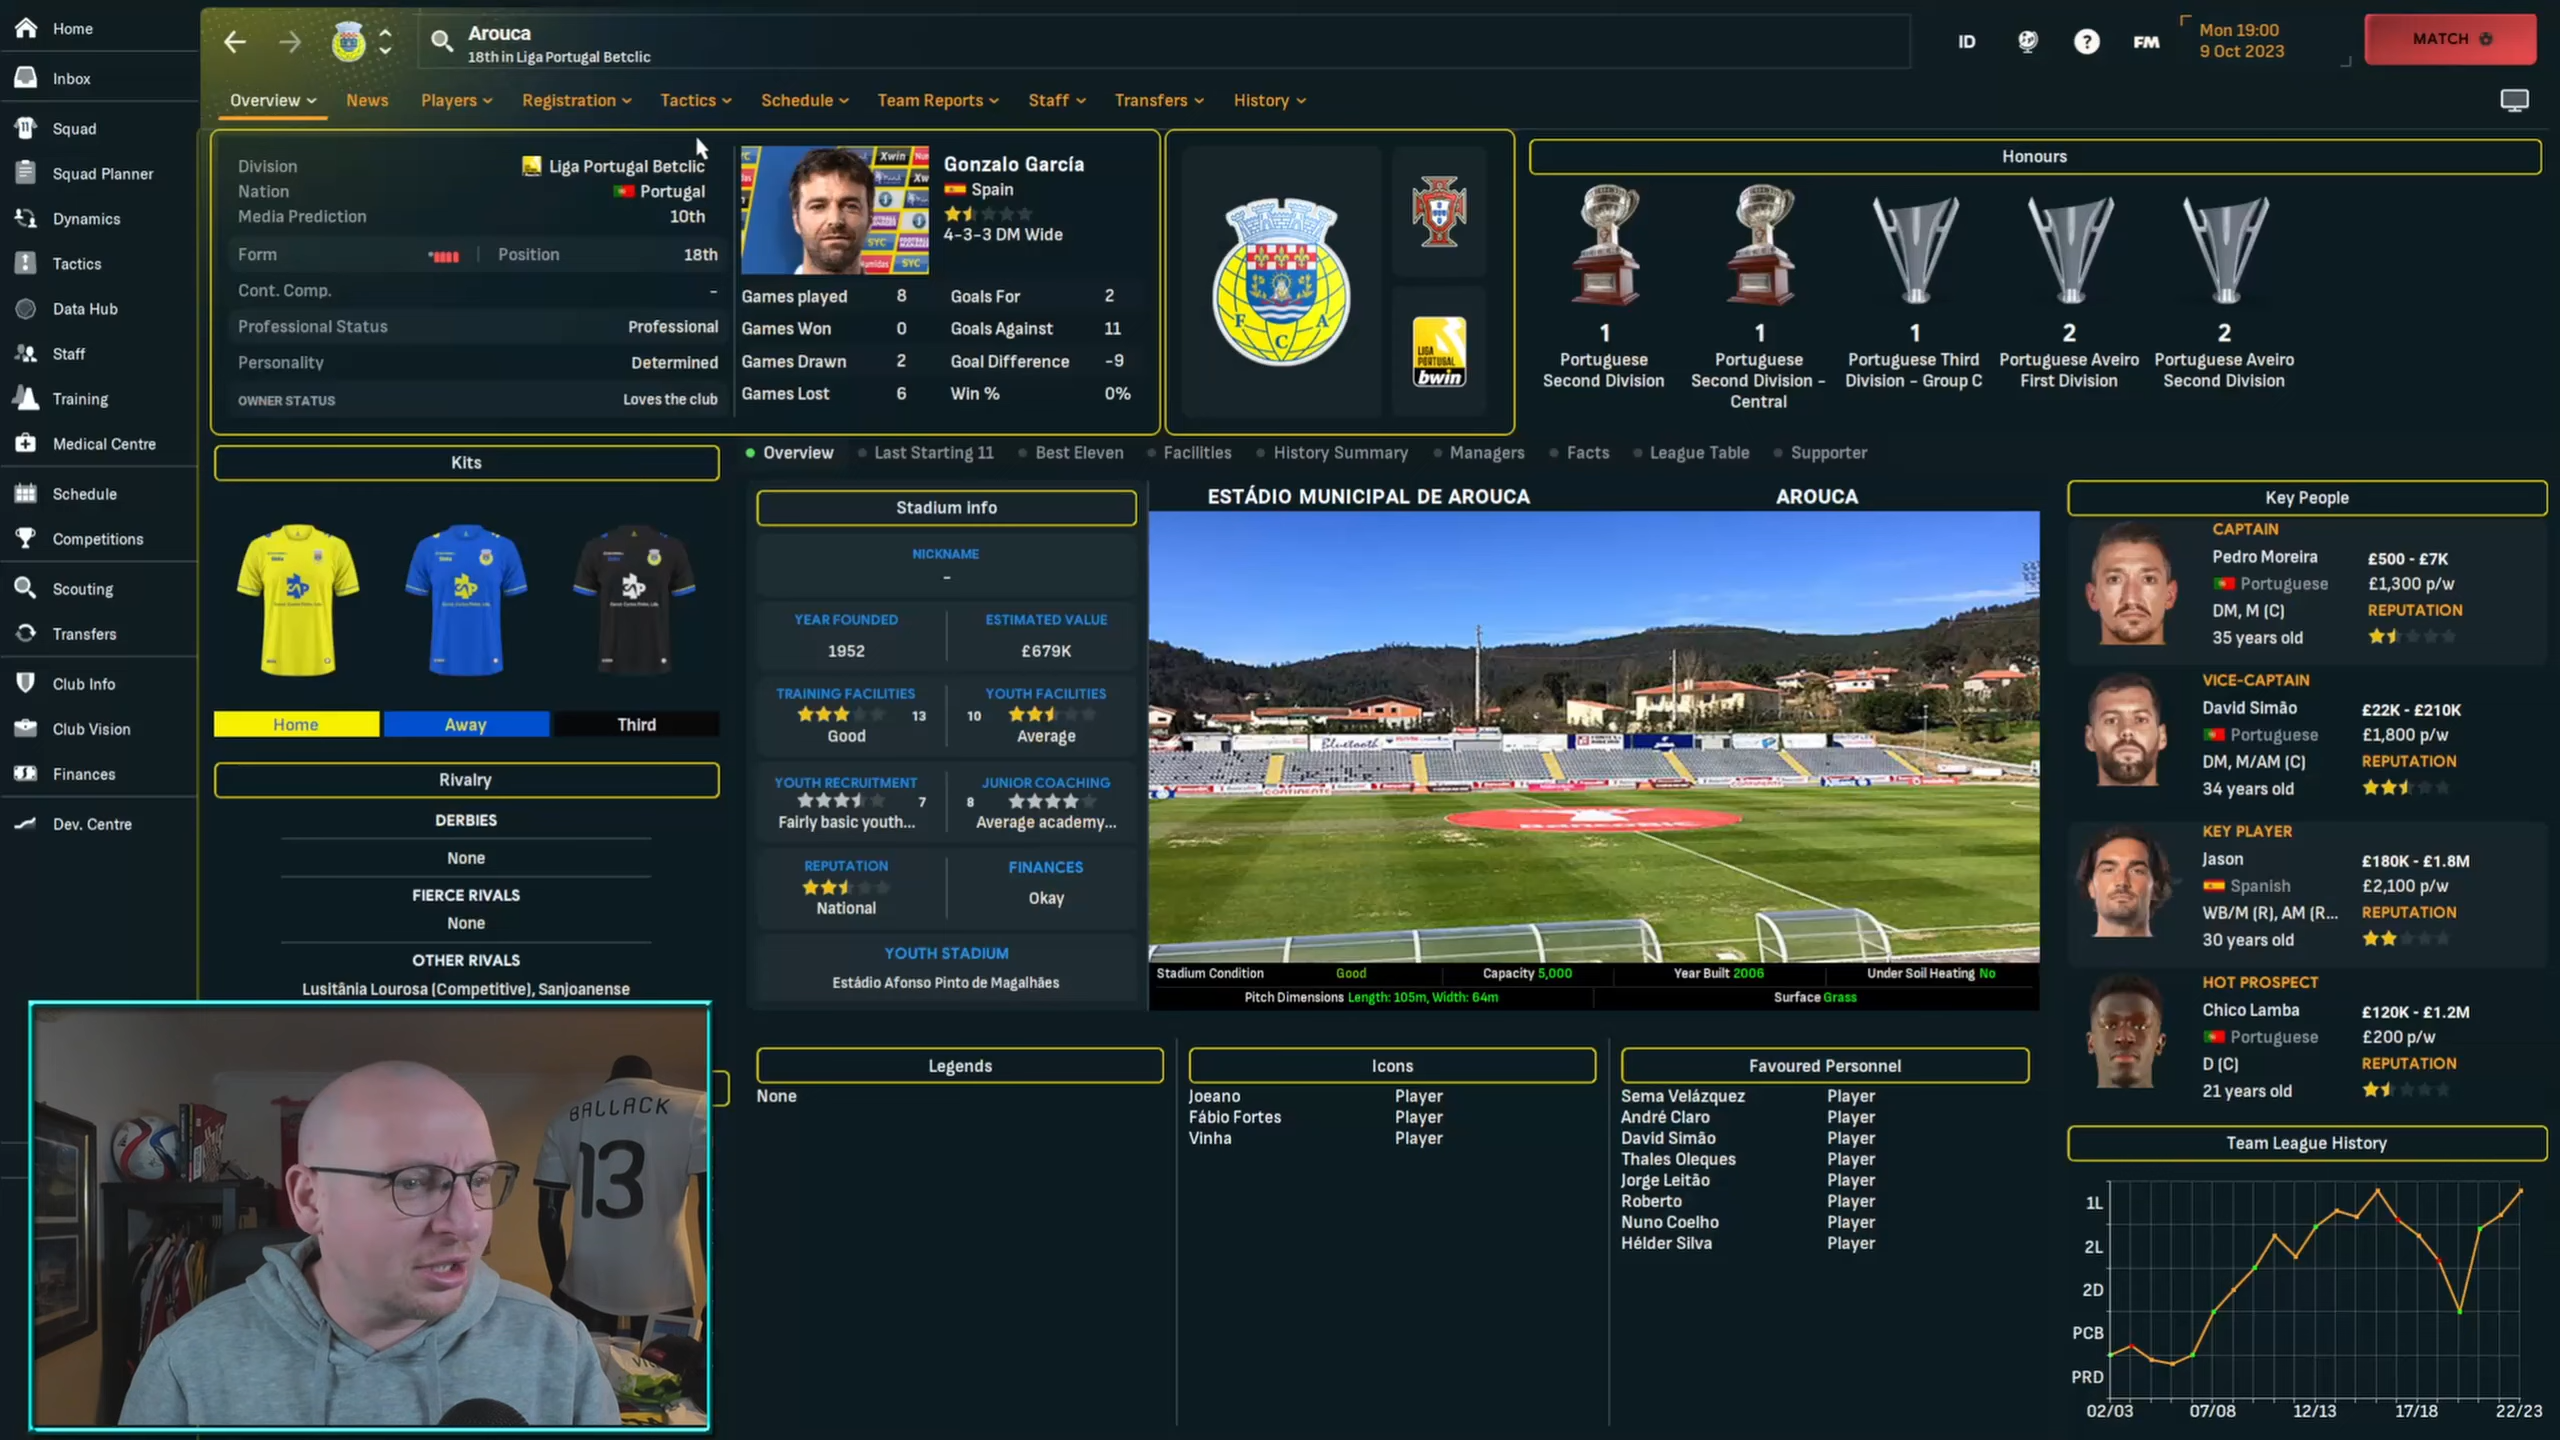 Home
Inbox
Squad
Squad Planner
Dynamics
Tactics
Data Hub
Staff
Training
Medical Centre
Schedule
Competitions
Scouting
Transfers
Club Info
Club Vision
Finances
Dev. Centre
Arouca
18th in Liga Portugal Betclic
ID
?
FM
Mon 19:00
9 Oct 2023
MATCH
Overview
News
Players
Registration
Tactics
Schedule
Team Reports
Staff
Transfers
History
Division Liga Portugal Betclic
Nation Portugal
Media Prediction 10th
Form Position 18th
Cont. Comp. -
Professional Status Professional
Personality Determined
OWNER STATUS Loves the club
Gonzalo García
Spain
4-3-3 DM Wide
Games played 8 Goals For 2
Games Won 0 Goals Against 11
Games Drawn 2 Goal Difference -9
Games Lost 6 Win % 0%
Xwin
SYC
SYC
F C A
LIGA
PORTUGAL
bwin
Honours
1
Portuguese
Second Division
1
Portuguese
Second Division -
Central
1
Portuguese Third
Division - Group C
2
Portuguese Aveiro
First Division
2
Portuguese Aveiro
Second Division
Kits
Home
Away
Third
Rivalry
DERBIES
None
FIERCE RIVALS
None
OTHER RIVALS
Lusitânia Lourosa (Competitive), Sanjoanense
Overview
Last Starting 11
Best Eleven
Facilities
History Summary
Managers
Facts
League Table
Supporter
Stadium info
NICKNAME
-
YEAR FOUNDED
1952
ESTIMATED VALUE
£679K
TRAINING FACILITIES
13
Good
YOUTH FACILITIES
10
Average
YOUTH RECRUITMENT
7
Fairly basic youth...
JUNIOR COACHING
8
Average academy...
REPUTATION
National
FINANCES
Okay
YOUTH STADIUM
Estádio Afonso Pinto de Magalhães
ESTÁDIO MUNICIPAL DE AROUCA
AROUCA
Bluetooth
CONTINENTE
Stadium Condition Good
Capacity 5,000
Year Built 2006
Under Soil Heating No
Pitch Dimensions Length: 105m, Width: 64m
Surface Grass
Key People
CAPTAIN
Pedro Moreira £500 - £7K
Portuguese £1,300 p/w
DM, M (C) REPUTATION
35 years old
VICE-CAPTAIN
David Simão £22K - £210K
Portuguese £1,800 p/w
DM, M/AM (C) REPUTATION
34 years old
KEY PLAYER
Jason £180K - £1.8M
Spanish £2,100 p/w
WB/M (R), AM (R... REPUTATION
30 years old
HOT PROSPECT
Chico Lamba £120K - £1.2M
Portuguese £200 p/w
D (C) REPUTATION
21 years old
Legends
None
Icons
Joeano Player
Fábio Fortes Player
Vinha Player
Favoured Personnel
Sema Velázquez Player
André Claro Player
David Simão Player
Thales Oleques Player
Jorge Leitão Player
Roberto Player
Nuno Coelho Player
Hélder Silva Player
Team League History
1L
2L
2D
PCB
PRD
02/03 07/08 12/13 17/18 22/23
BALLACK
13